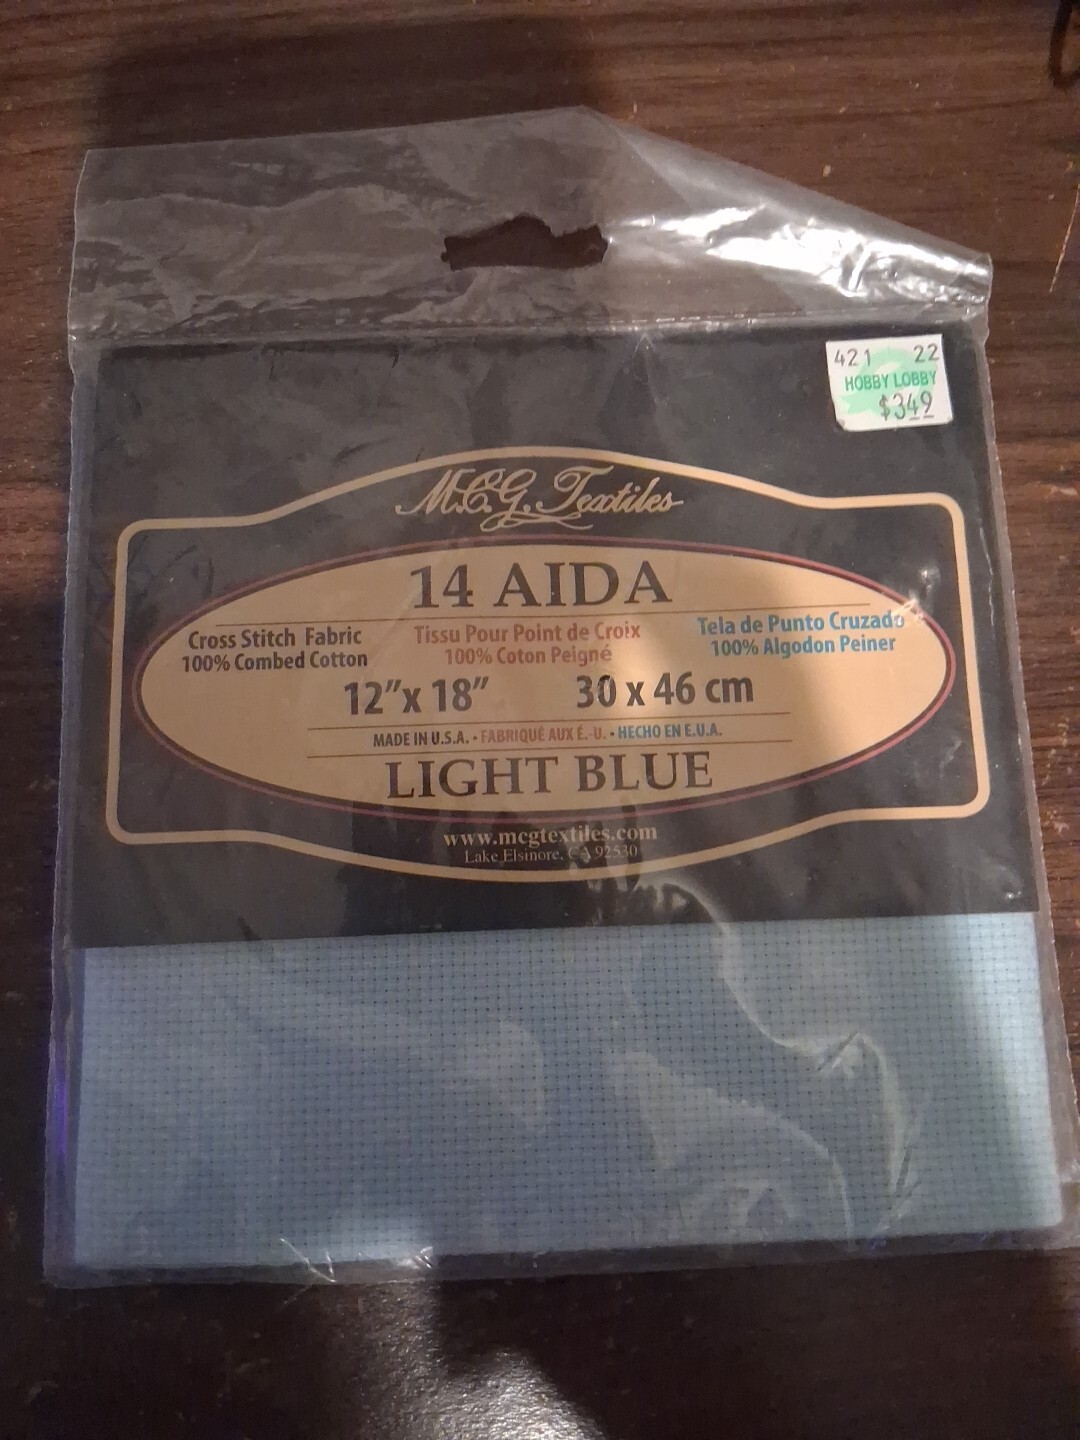 421 22
HOBBY LOBBY
$3.49
M.C.G. Textiles
14 AIDA
Cross Stitch Fabric
100% Combed Cotton
Tissu Pour Point de Croix
100% Coton Peigné
Tela de Punto Cruzado
100% Algodon Peiner
12”x 18” 30 x 46 cm
MADE IN U.S.A. • FABRIQUÉ AUX É.-U. • HECHO EN E.U.A.
LIGHT BLUE
www.mcgtextiles.com
Lake Elsinore, CA 92530